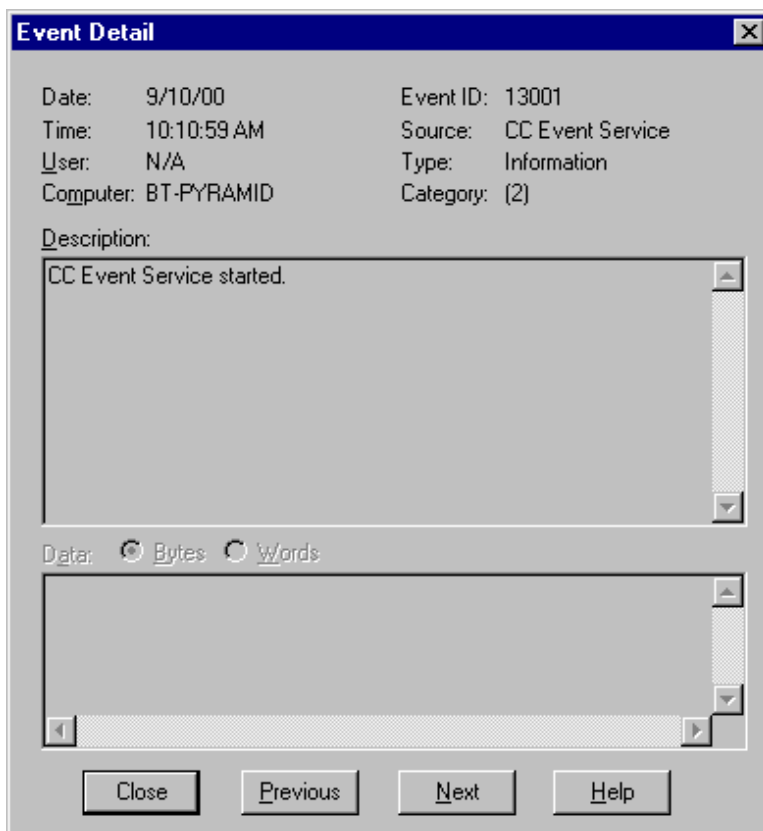 Event Detail
Date: 9/10/00 Event ID: 13001
Time: 10:10:59 AM Source: CC Event Service
User: N/A Type: Information
Computer: BT-PYRAMID Category: (2)
Description:
CC Event Service started.
Data: Bytes Words
Close Previous Next Help